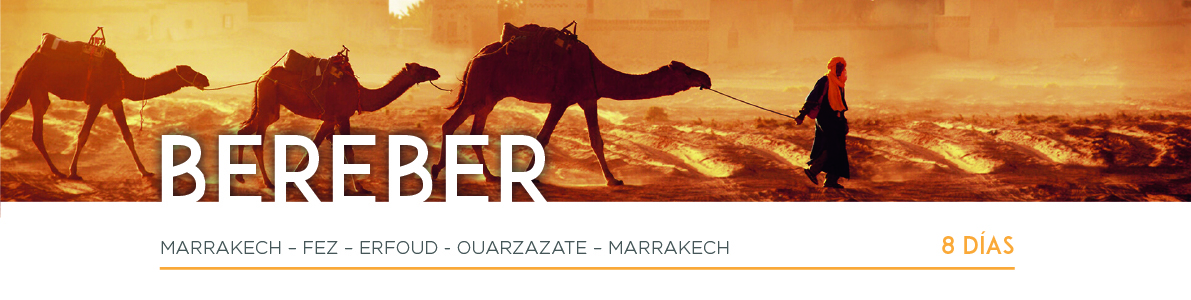 BEREBER
MARRAKECH – FEZ – ERFOUD - OUARZAZATE – MARRAKECH
8 DÍAS